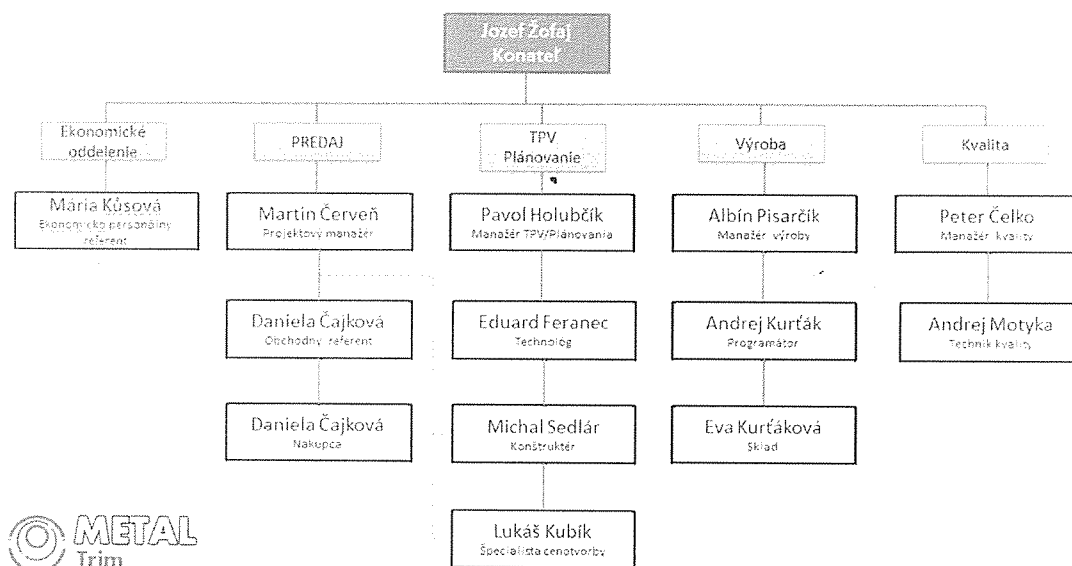 Jozef Žofaj
Konateľ
Ekonomické
oddelenie
PREDAJ
TPV
Plánovanie
Výroba
Kvalita
Mária Kůsová
Ekonomicko personálny
referent
Martin Červeň
Projektový manažér
Pavol Holubčík
Manažér TPV/Plánovania
Albín Pisarčík
Manažér výroby
Peter Čelko
Manažér kvality
Daniela Čajková
Obchodný referent
Eduard Feranec
Technológ
Andrej Kurťák
Programátor
Andrej Motyka
Technik kvality
Daniela Čajková
Nákupca
Michal Sedlár
Konštruktér
Eva Kurťáková
Sklad
Lukáš Kubík
Špecialista cenotvorby
METAL
Trim